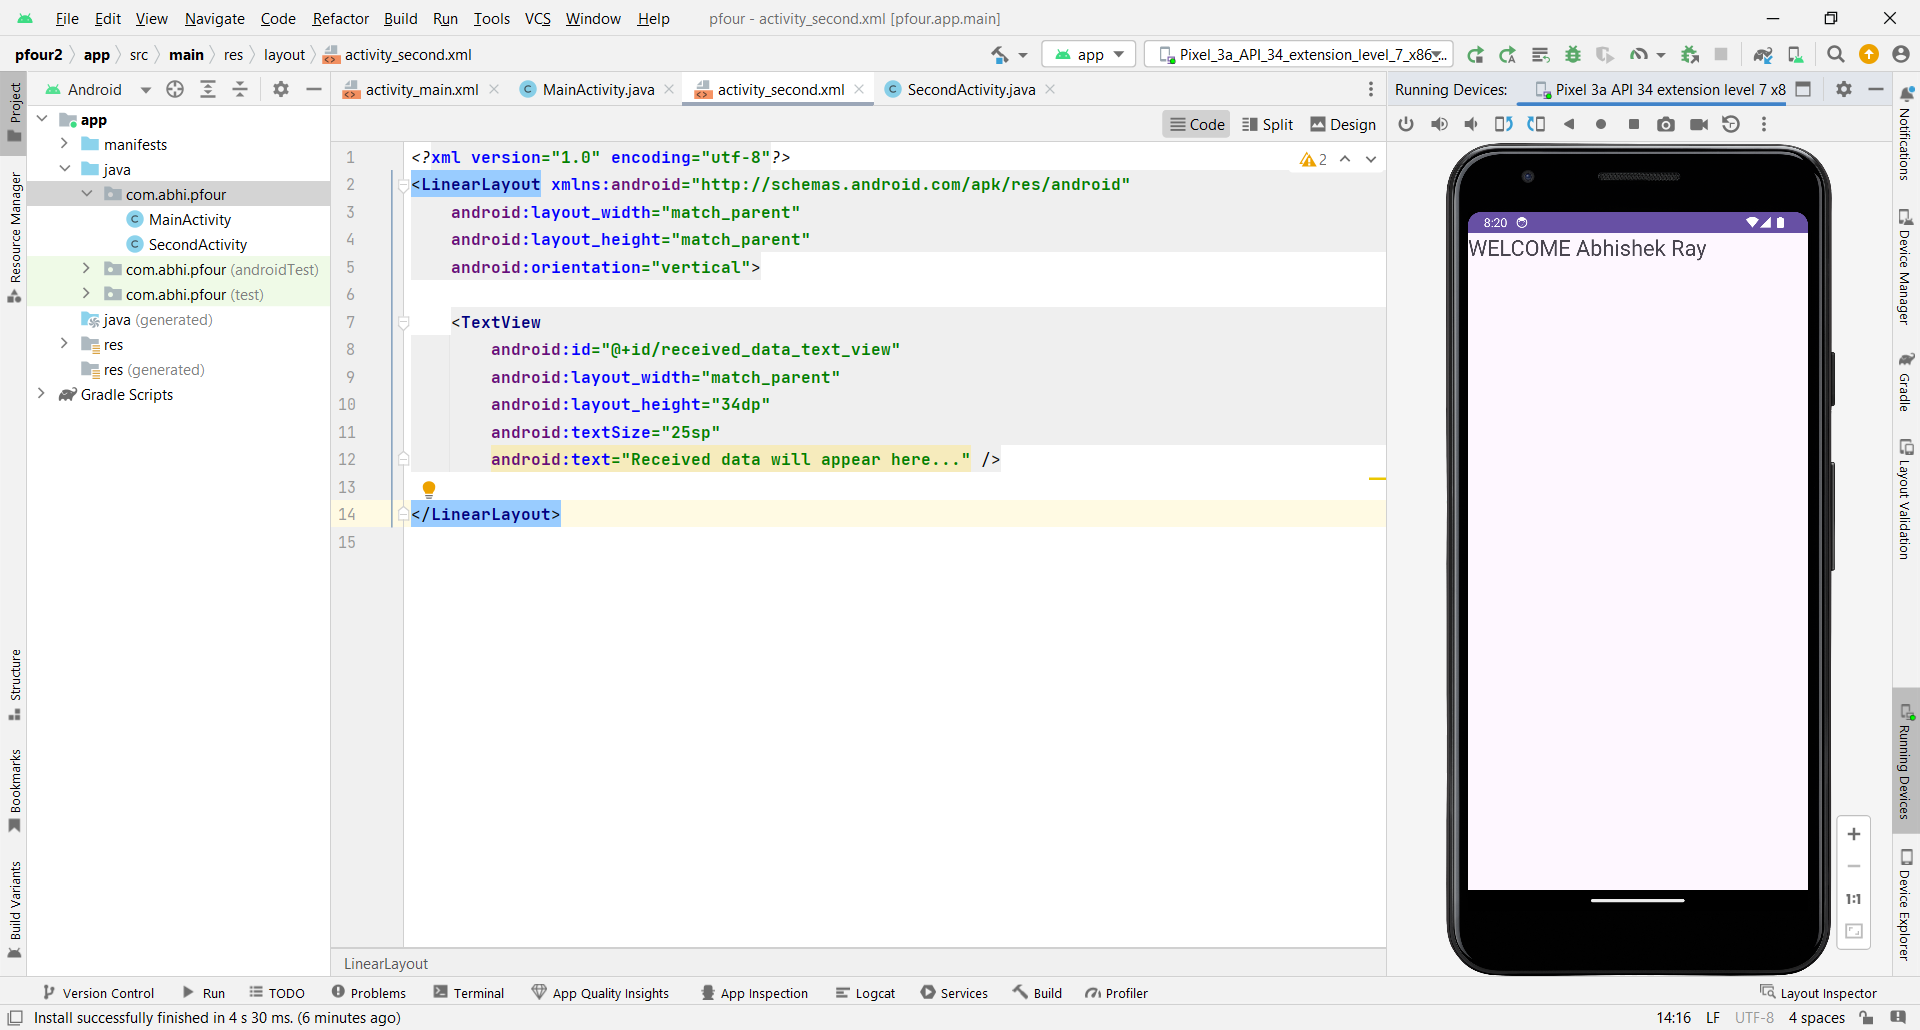 File Edit View Navigate Code Refactor Build Run Tools VCS Window Help pfour - activity_second.xml [pfour.app.main]
pfour2 app src main res layout activity_second.xml app Pixel_3a_API_34_extension_level_7_x86_...
Android activity_main.xml MainActivity.java activity_second.xml SecondActivity.java Running Devices: Pixel 3a API 34 extension level 7 x8
Code Split Design
Project
Resource Manager
Structure
Bookmarks
Build Variants
app
manifests
java
com.abhi.pfour
MainActivity
SecondActivity
com.abhi.pfour (androidTest)
com.abhi.pfour (test)
java (generated)
res
res (generated)
Gradle Scripts
2
1 <?xml version="1.0" encoding="utf-8"?>
2 <LinearLayout xmlns:android="http://schemas.android.com/apk/res/android"
3 android:layout_width="match_parent"
4 android:layout_height="match_parent"
5 android:orientation="vertical">
6
7 <TextView
8 android:id="@+id/received_data_text_view"
9 android:layout_width="match_parent"
10 android:layout_height="34dp"
11 android:textSize="25sp"
12 android:text="Received data will appear here..." />
13
14 </LinearLayout>
15
LinearLayout
8:20
WELCOME Abhishek Ray
1:1
Notifications
Device Manager
Gradle
Layout Validation
Running Devices
Device Explorer
Version Control Run TODO Problems Terminal App Quality Insights App Inspection Logcat Services Build Profiler Layout Inspector
Install successfully finished in 4 s 30 ms. (6 minutes ago) 14:16 LF UTF-8 4 spaces